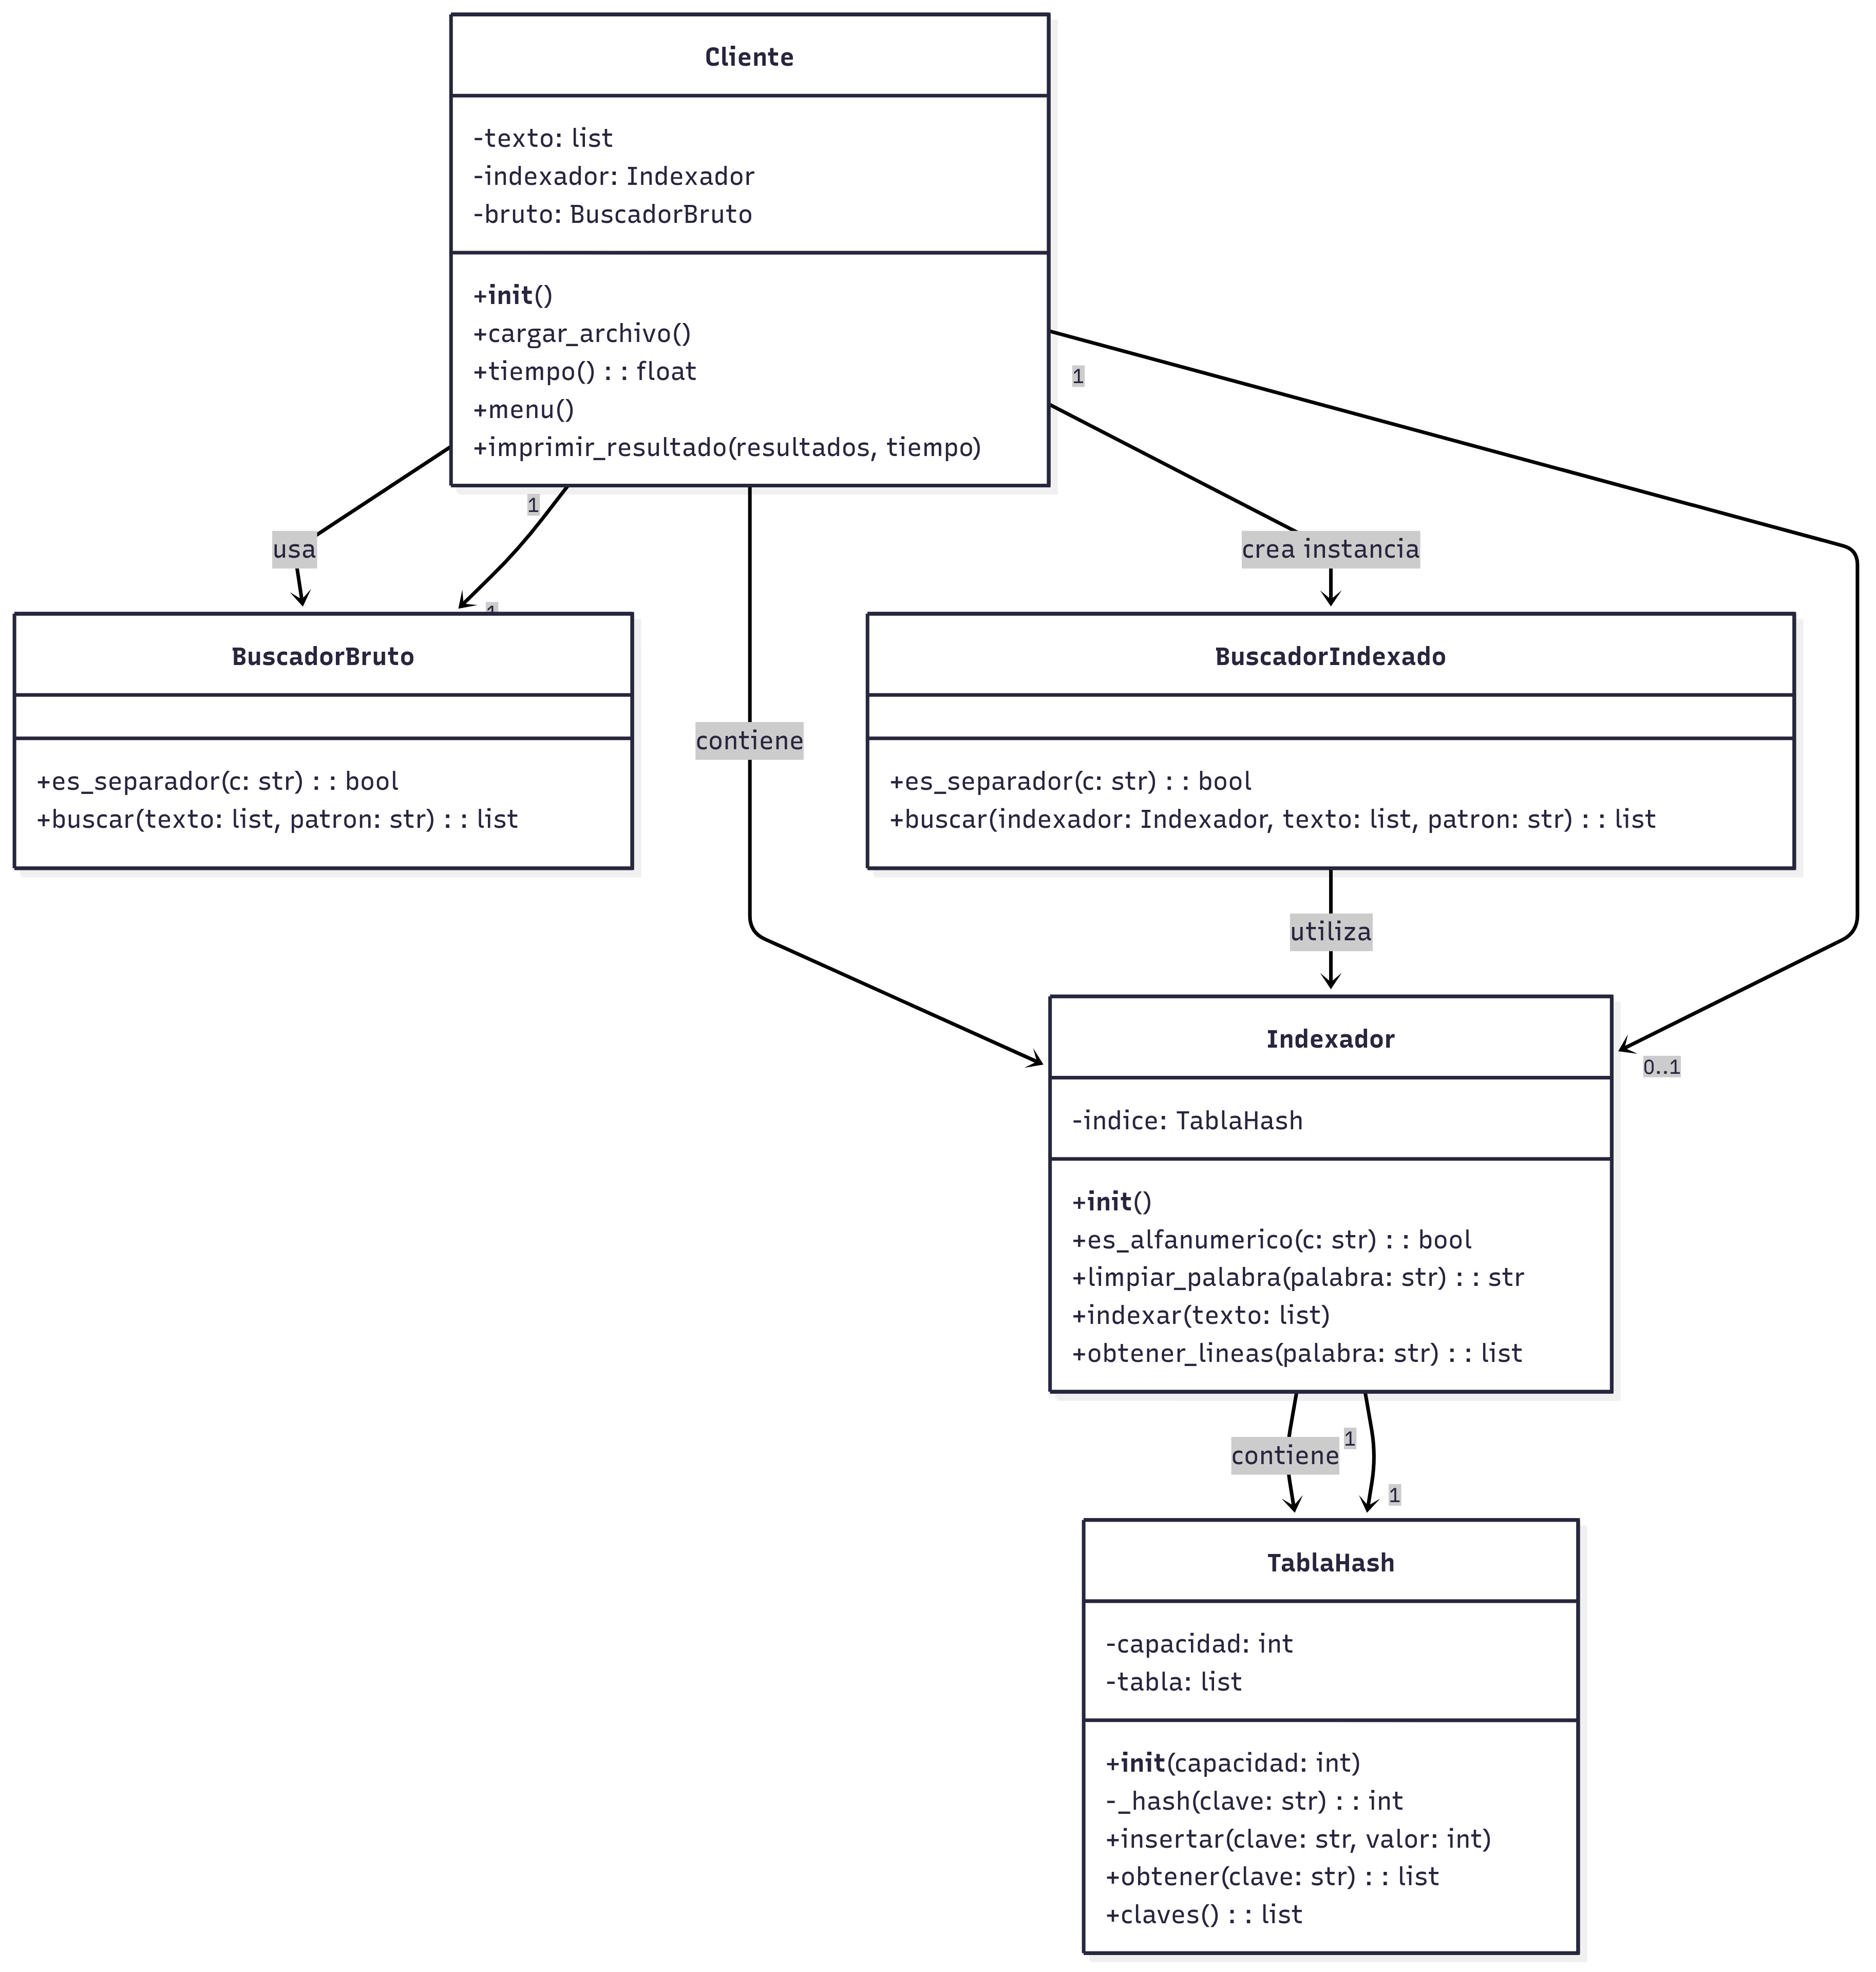 Cliente
-texto: list
-indexador: Indexador
-bruto: BuscadorBruto
+init()
+cargar_archivo()
+tiempo() : : float
+menu()
+imprimir_resultado(resultados, tiempo)
1
1
usa
crea instancia
1
BuscadorBruto
+es_separador(c: str) : : bool
+buscar(texto: list, patron: str) : : list
contiene
BuscadorIndexado
+es_separador(c: str) : : bool
+buscar(indexador: Indexador, texto: list, patron: str) : : list
utiliza
Indexador
0..1
-indice: TablaHash
+init()
+es_alfanumerico(c: str) : : bool
+limpiar_palabra(palabra: str) : : str
+indexar(texto: list)
+obtener_lineas(palabra: str) : : list
contiene
1
1
TablaHash
-capacidad: int
-tabla: list
+init(capacidad: int)
-_hash(clave: str) : : int
+insertar(clave: str, valor: int)
+obtener(clave: str) : : list
+claves() : : list